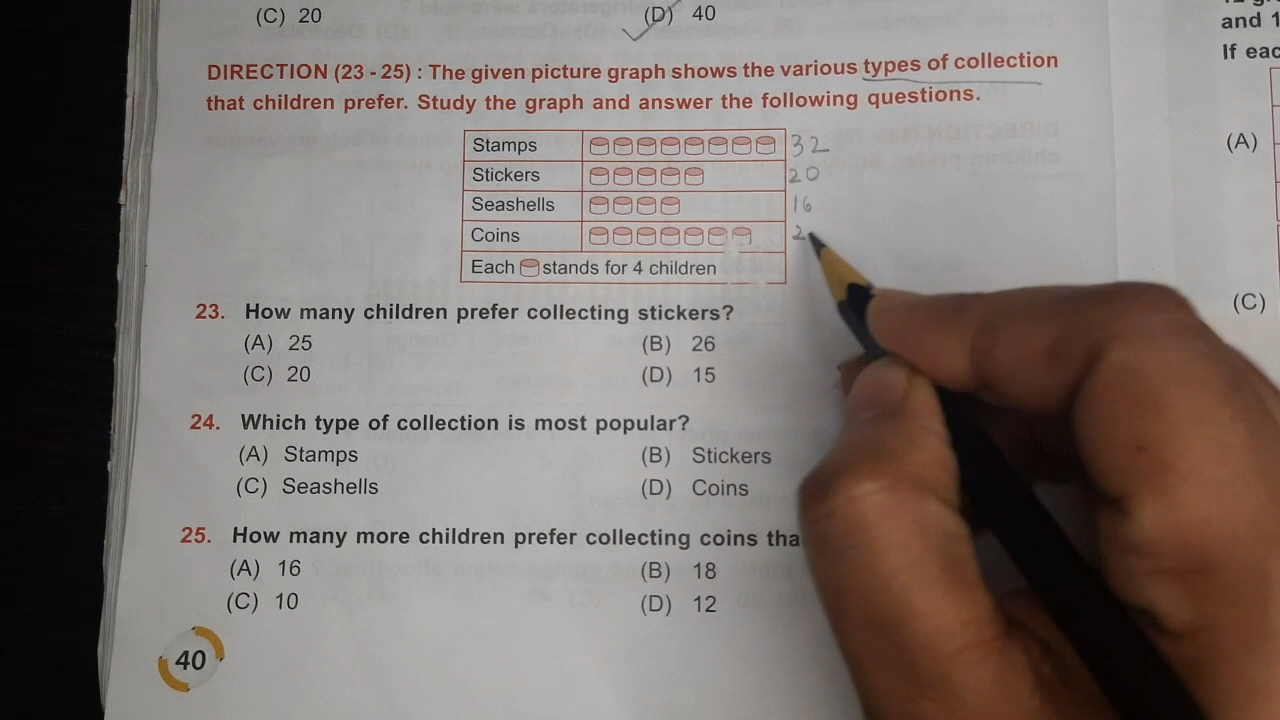 (C) 20 (D) 40
and 1
DIRECTION (23 - 25) : The given picture graph shows the various types of collection
If eac
that children prefer. Study the graph and answer the following questions.
Stamps 32
(A)
Stickers 20
Seashells 16
Coins 2
Each stands for 4 children
(C)
23. How many children prefer collecting stickers?
(A) 25 (B) 26
(C) 20 (D) 15
24. Which type of collection is most popular?
(A) Stamps (B) Stickers
(C) Seashells (D) Coins
25. How many more children prefer collecting coins tha
(A) 16 (B) 18
(C) 10 (D) 12
40